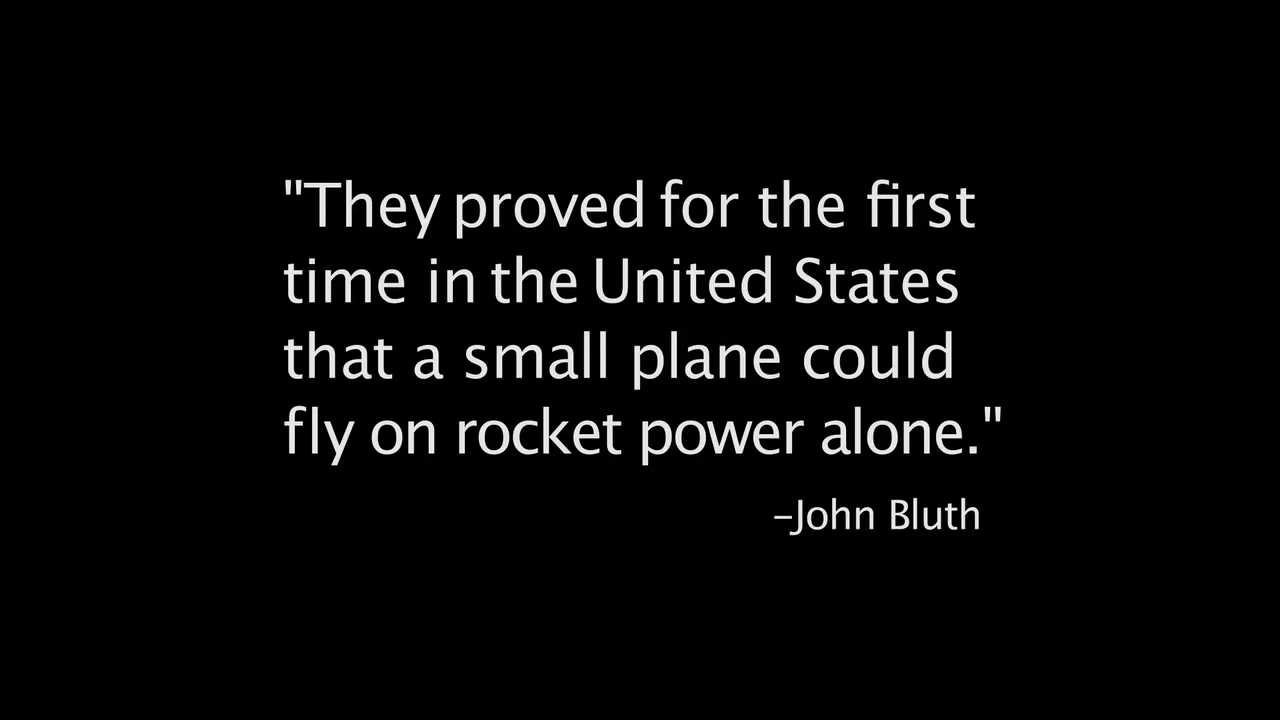 "They proved for the first
time in the United States
that a small plane could
fly on rocket power alone."
–John Bluth